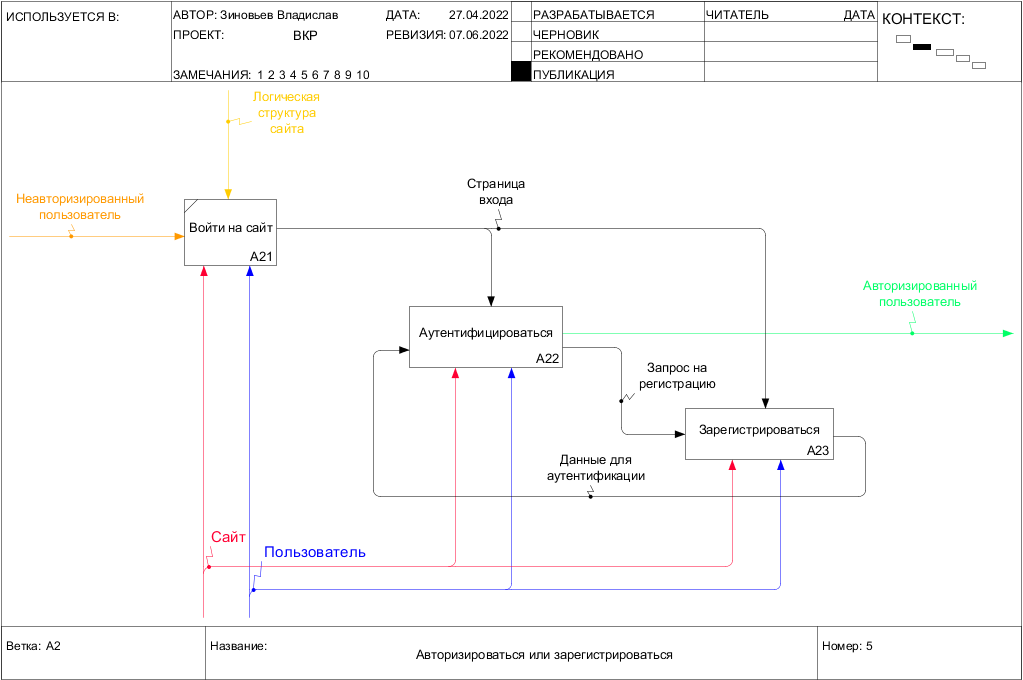 ИСПОЛЬЗУЕТСЯ В:
АВТОР: Зиновьев Владислав
ДАТА: 27.04.2022
ПРОЕКТ: ВКР
РЕВИЗИЯ: 07.06.2022
ЗАМЕЧАНИЯ: 1 2 3 4 5 6 7 8 9 10
РАЗРАБАТЫВАЕТСЯ
ЧЕРНОВИК
РЕКОМЕНДОВАНО
ПУБЛИКАЦИЯ
ЧИТАТЕЛЬ
ДАТА
КОНТЕКСТ:
Логическая
структура
сайта
Неавторизированный
пользователь
Войти на сайт
A21
Страница
входа
Авторизированный
пользователь
Аутентифицироваться
A22
Запрос на
регистрацию
Зарегистрироваться
A23
Данные для
аутентификации
Сайт
Пользователь
Ветка: A2
Название:
Авторизироваться или зарегистрироваться
Номер: 5